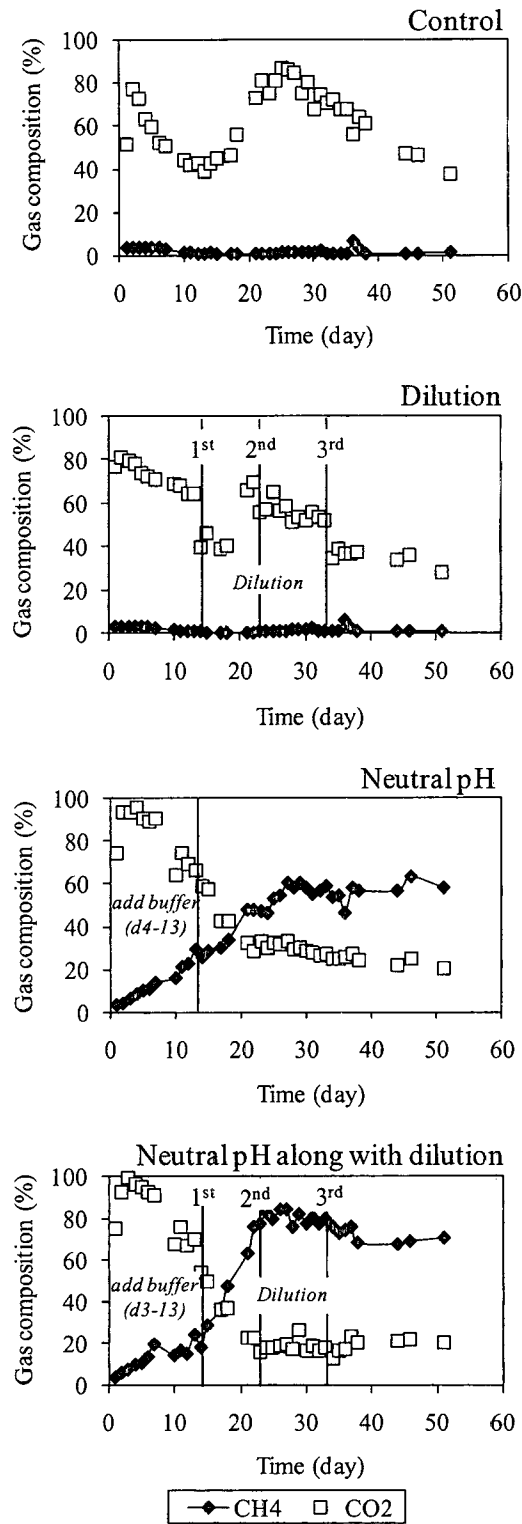 Control
Gas composition (%)
100
80
60
40
20
0
0 10 20 30 40 50 60
Time (day)
Dilution
Gas composition (%)
100
80
60
40
20
0
1st 2nd 3rd
Dilution
0 10 20 30 40 50 60
Time (day)
Neutral pH
Gas composition (%)
100
80
60
40
20
0
add buffer
(d4-13)
0 10 20 30 40 50 60
Time (day)
Neutral pH along with dilution
Gas composition (%)
100
80
60
40
20
0
1st 2nd 3rd
add buffer
(d3-13)
Dilution
0 10 20 30 40 50 60
Time (day)
CH4 CO2